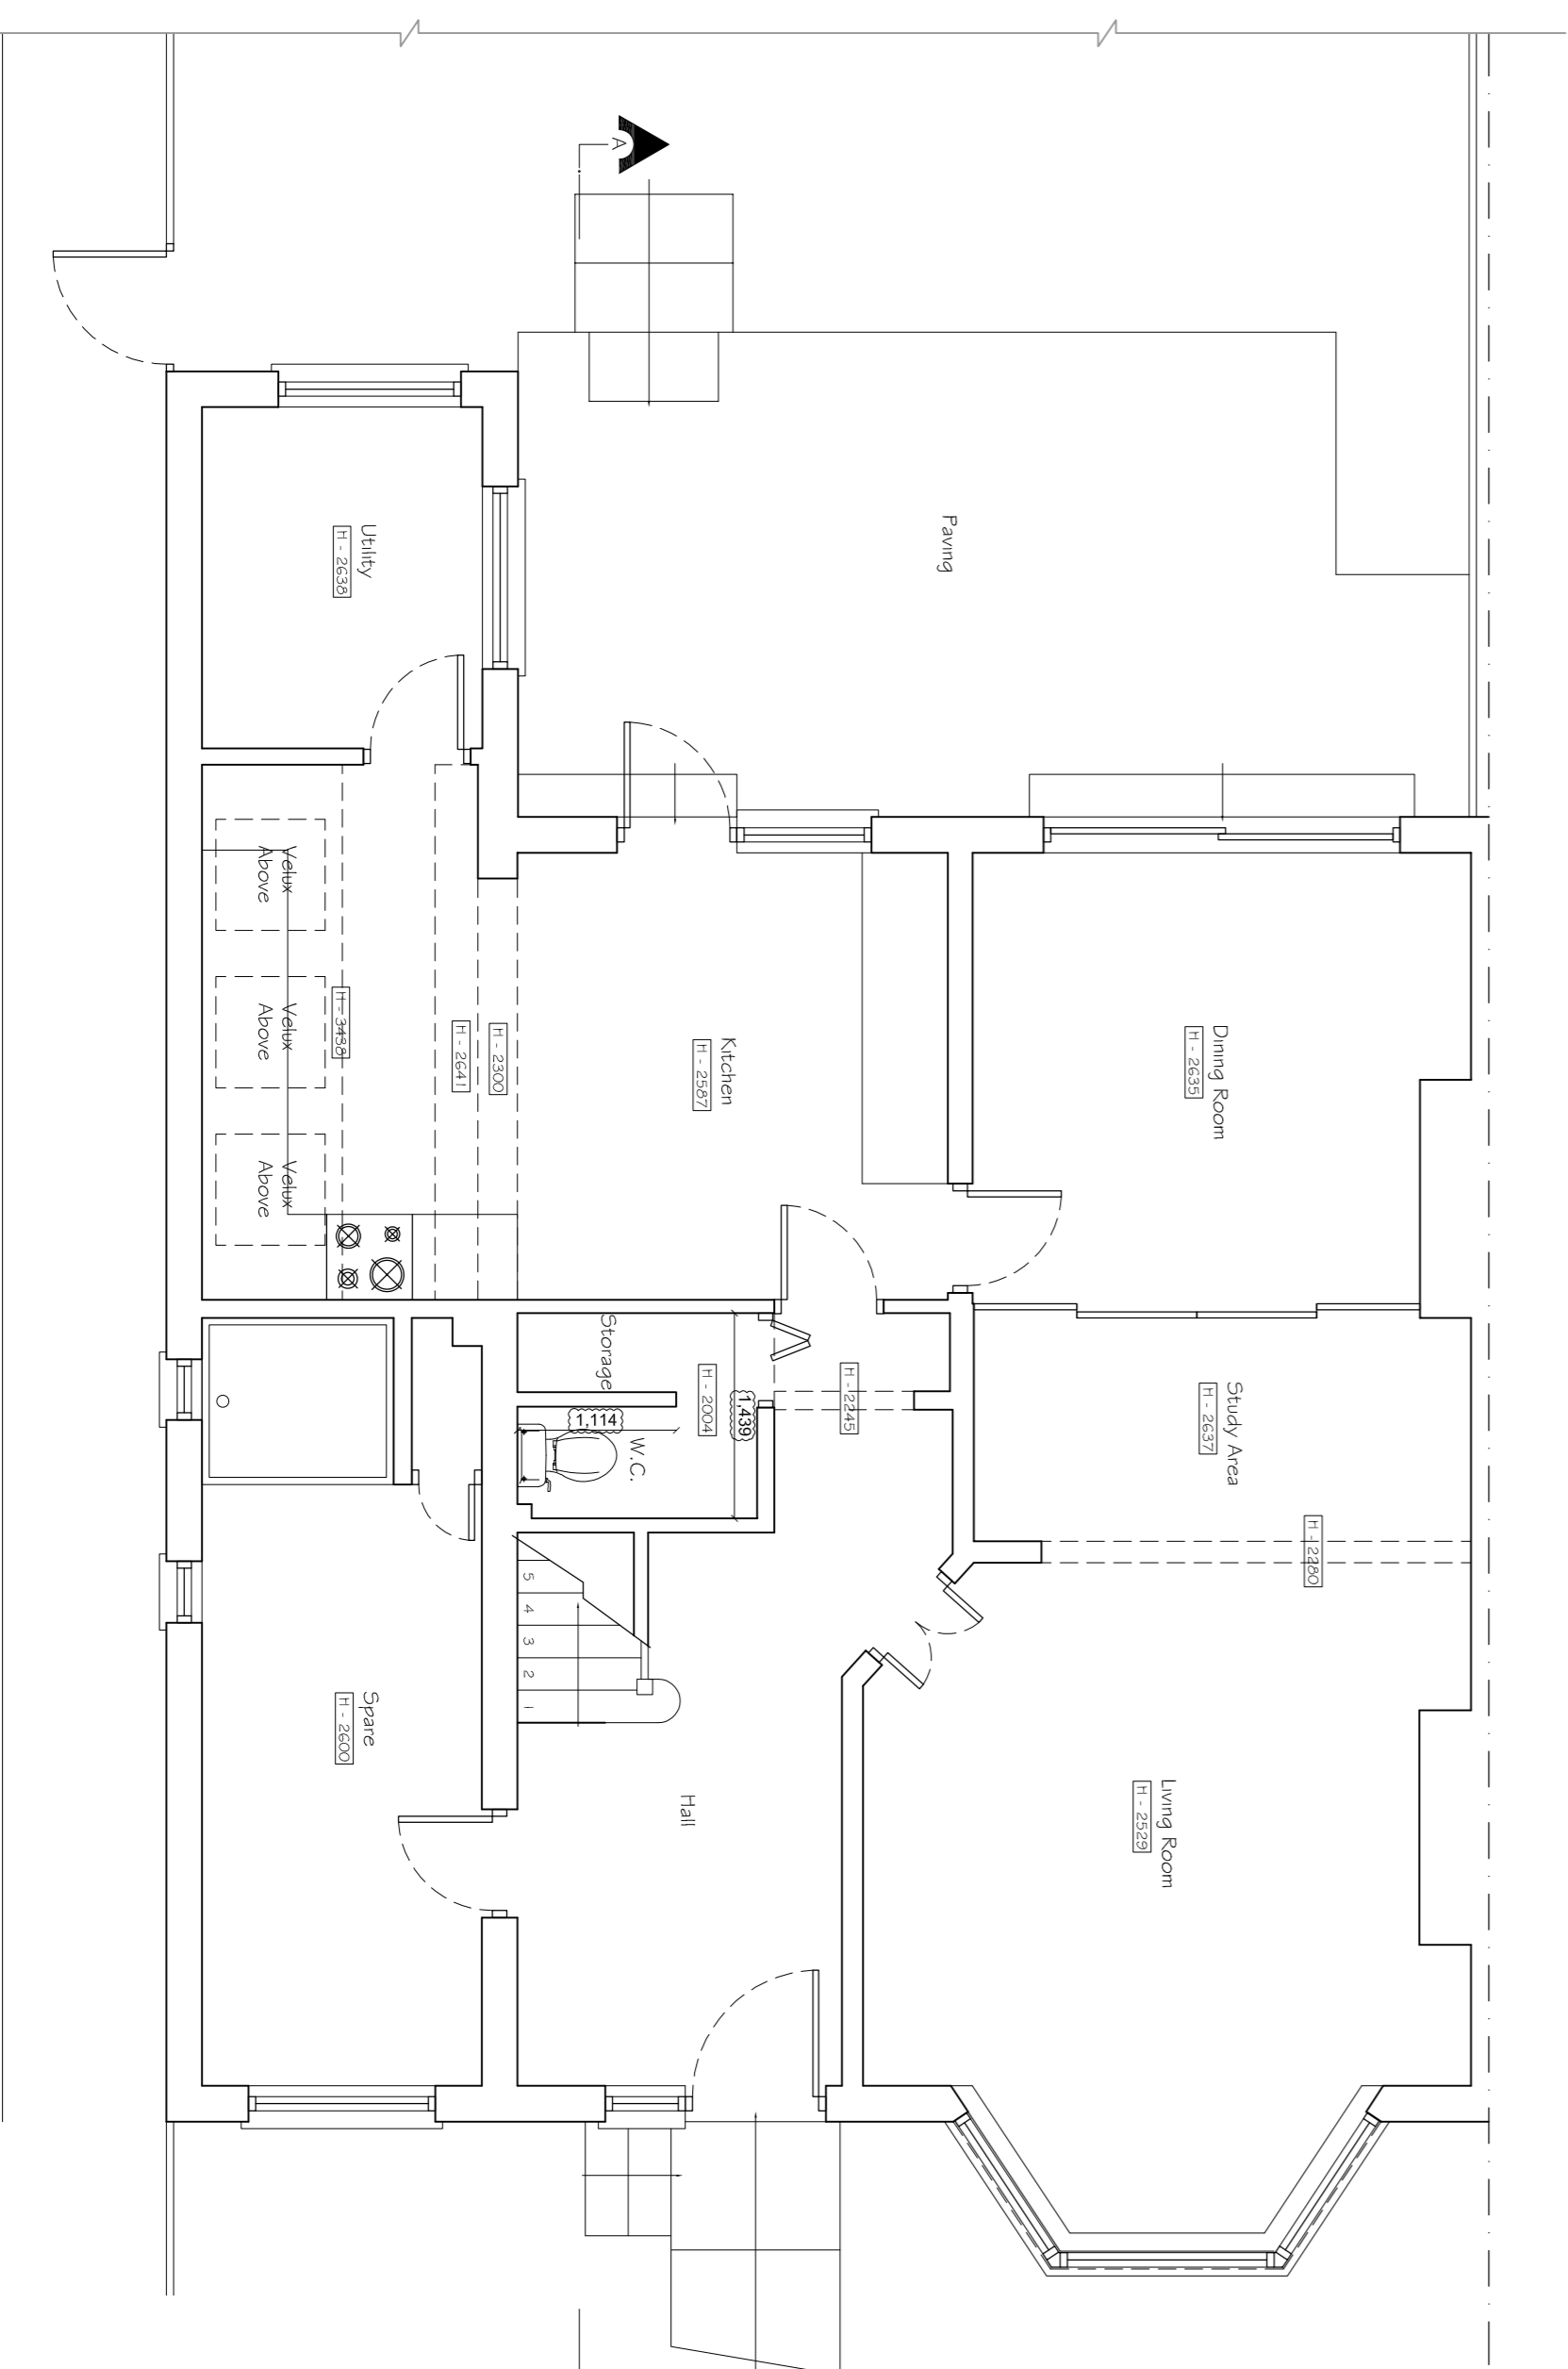 A
Paving
Utility
H - 2638
Dining Room
H - 2635
Kitchen
H - 2587
H - 2300
H - 2641
H - 3438
Velux
Above
Velux
Above
Velux
Above
Storage
H - 2004
1,439
1,114
W.C.
H - 2245
Study Area
H - 2637
H - 2280
5
4
3
2
1
Spare
H - 2600
Hall
Living Room
H - 2529